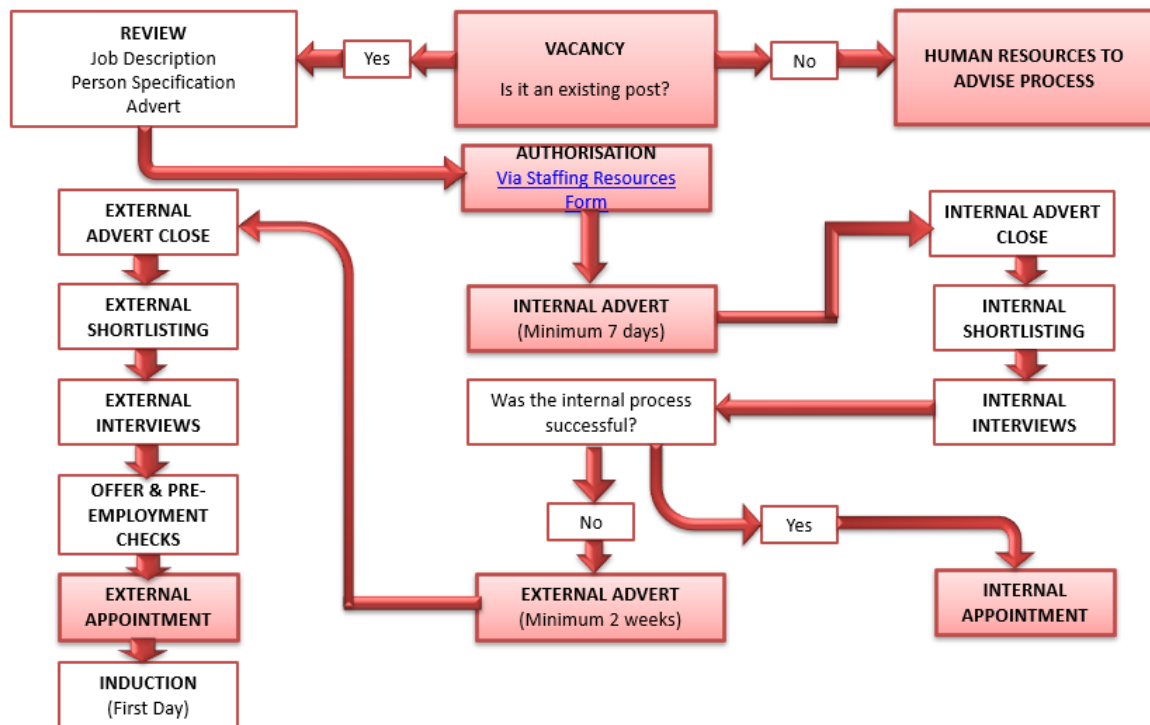 REVIEW
Job Description
Person Specification
Advert
Yes
VACANCY
Is it an existing post?
No
HUMAN RESOURCES TO
ADVISE PROCESS
AUTHORISATION
Via Staffing Resources
Form
EXTERNAL
ADVERT CLOSE
INTERNAL ADVERT
CLOSE
EXTERNAL
SHORTLISTING
INTERNAL ADVERT
(Minimum 7 days)
INTERNAL
SHORTLISTING
EXTERNAL
INTERVIEWS
Was the internal process
successful?
INTERNAL
INTERVIEWS
OFFER & PRE-
EMPLOYMENT
CHECKS
No
Yes
EXTERNAL
APPOINTMENT
EXTERNAL ADVERT
(Minimum 2 weeks)
INTERNAL
APPOINTMENT
INDUCTION
(First Day)